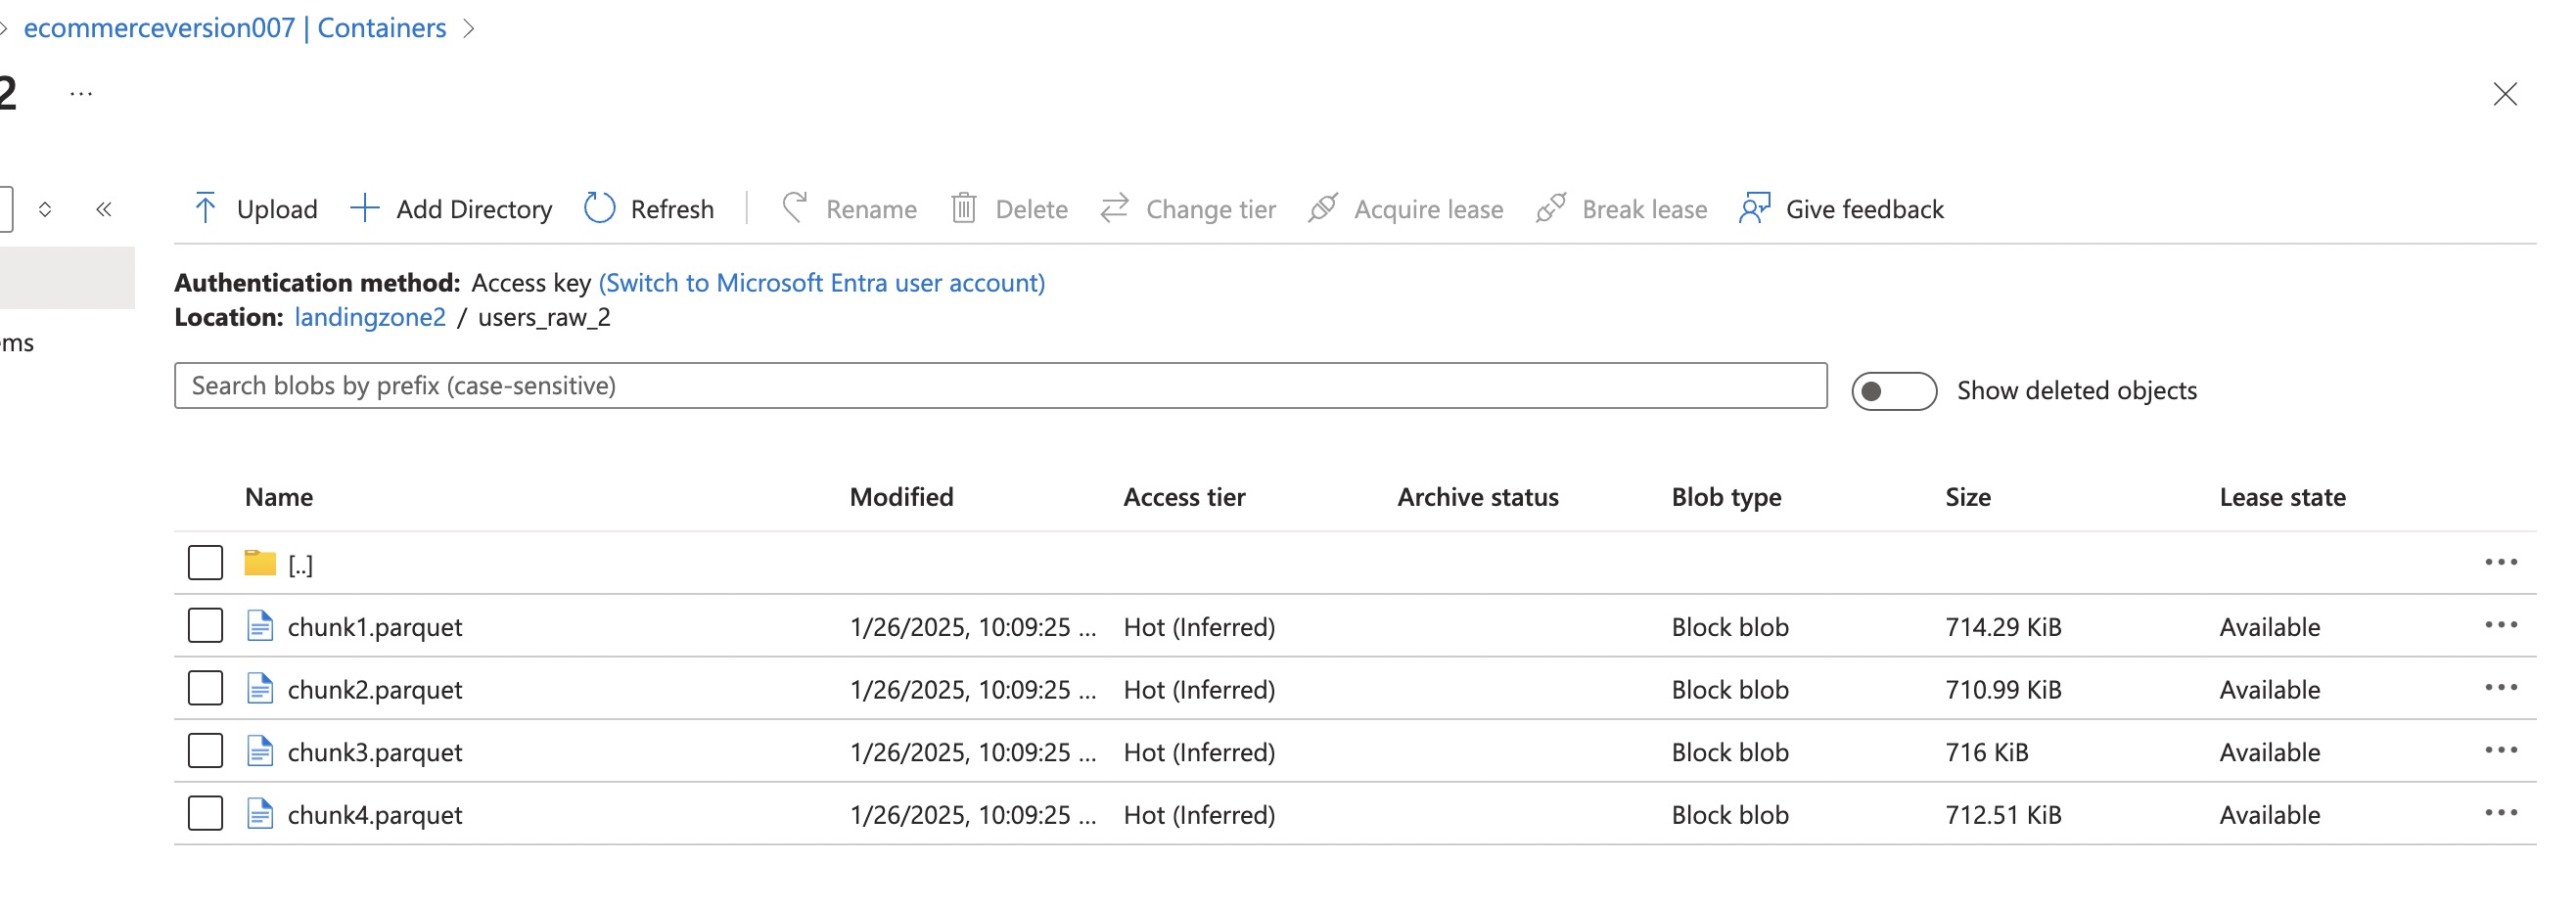 ecommerceversion007 | Containers
2
Upload Add Directory Refresh Rename Delete Change tier Acquire lease Break lease Give feedback
Authentication method: Access key (Switch to Microsoft Entra user account)
Location: landingzone2 / users_raw_2
ems
Search blobs by prefix (case-sensitive)
Show deleted objects
Name Modified Access tier Archive status Blob type Size Lease state
[..]
chunk1.parquet 1/26/2025, 10:09:25 ... Hot (Inferred) Block blob 714.29 KiB Available
chunk2.parquet 1/26/2025, 10:09:25 ... Hot (Inferred) Block blob 710.99 KiB Available
chunk3.parquet 1/26/2025, 10:09:25 ... Hot (Inferred) Block blob 716 KiB Available
chunk4.parquet 1/26/2025, 10:09:25 ... Hot (Inferred) Block blob 712.51 KiB Available